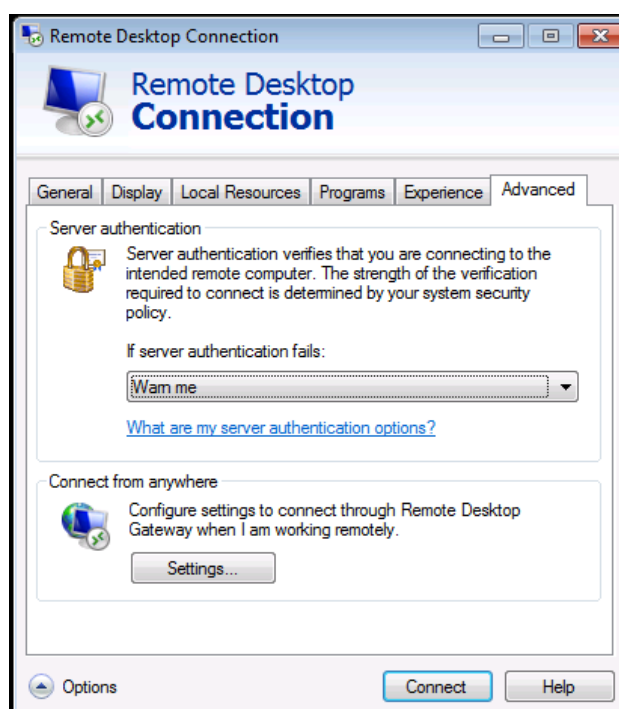 Remote Desktop Connection
Remote Desktop
Connection
General Display Local Resources Programs Experience Advanced
Server authentication
Server authentication verifies that you are connecting to the
intended remote computer. The strength of the verification
required to connect is determined by your system security
policy.
If server authentication fails:
Warn me
What are my server authentication options?
Connect from anywhere
Configure settings to connect through Remote Desktop
Gateway when I am working remotely.
Settings...
Options Connect Help